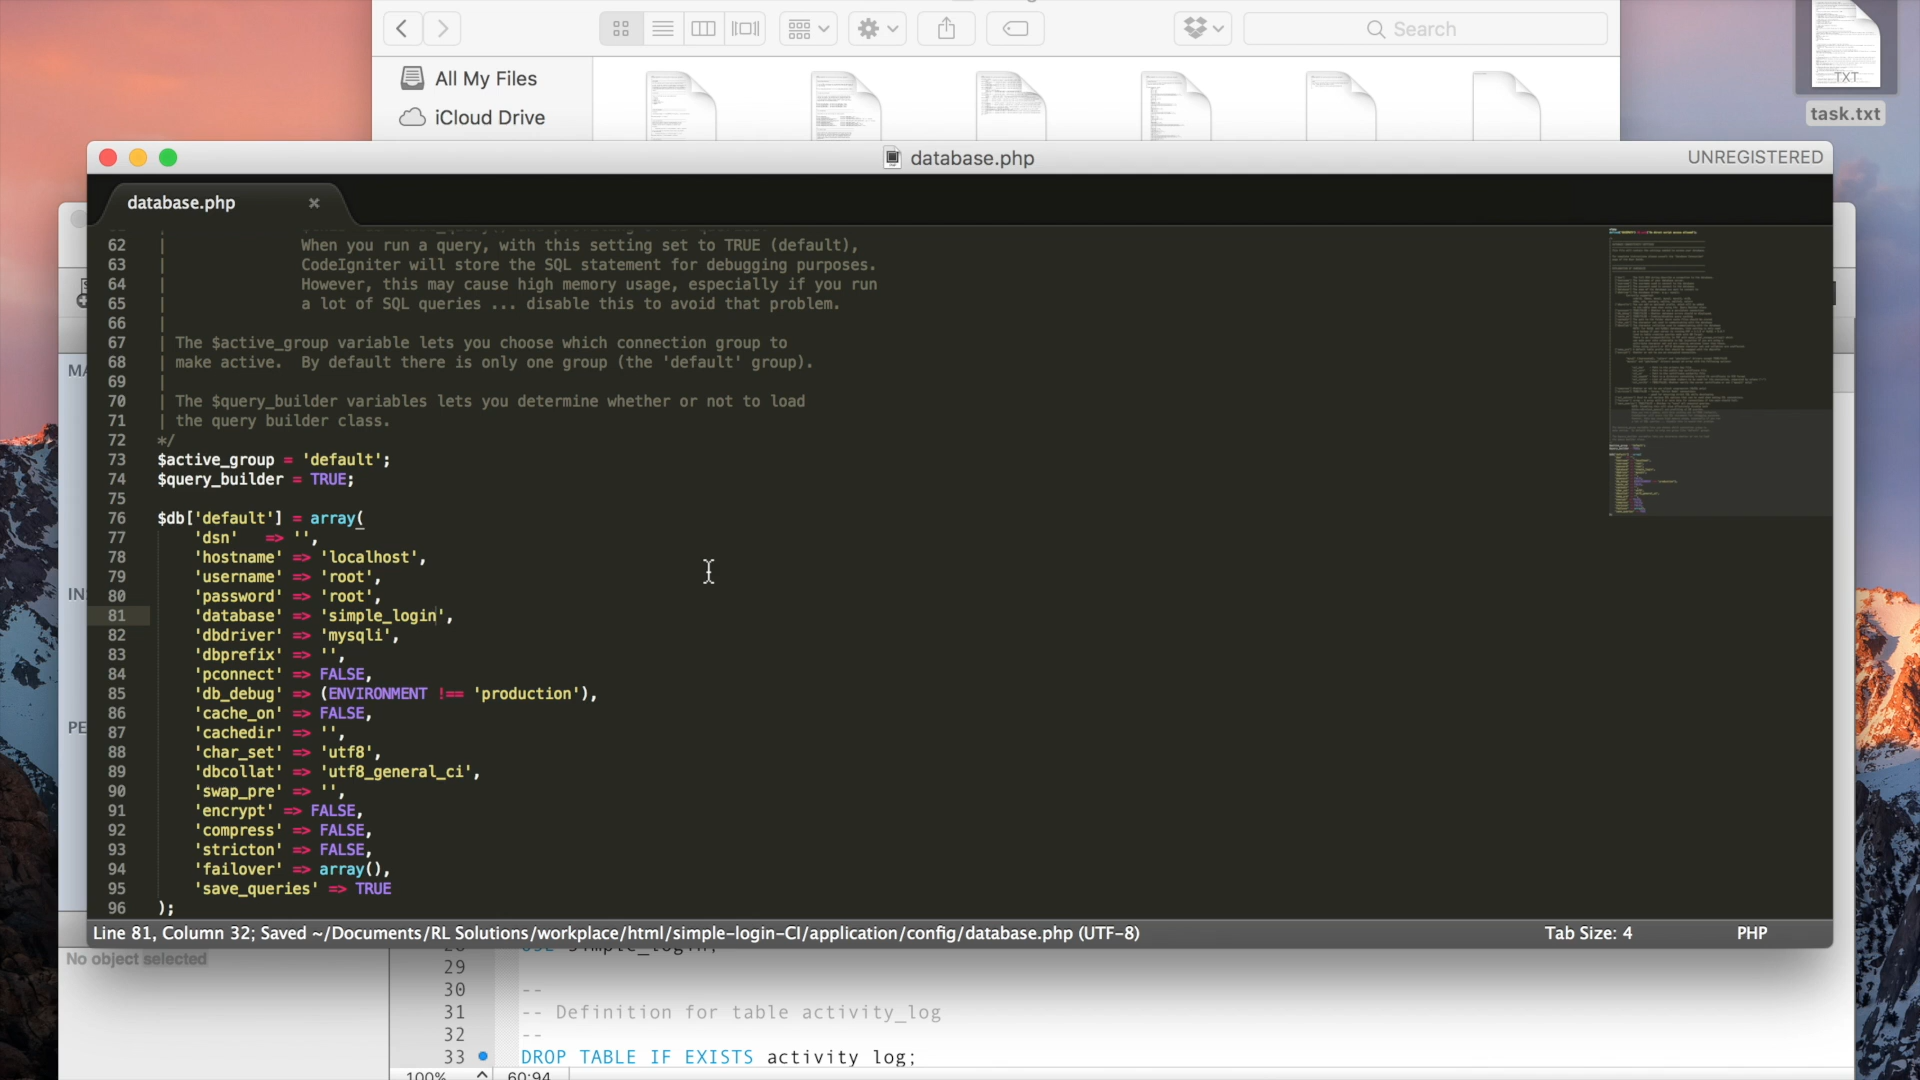 Search
All My Files
iCloud Drive
TXT
task.txt
database.php
UNREGISTERED
database.php
62 | When you run a query, with this setting set to TRUE (default),
63 | CodeIgniter will store the SQL statement for debugging purposes.
64 | However, this may cause high memory usage, especially if you run
65 | a lot of SQL queries ... disable this to avoid that problem.
66 |
67 | The $active_group variable lets you choose which connection group to
68 | make active.  By default there is only one group (the 'default' group).
69 |
70 | The $query_builder variables lets you determine whether or not to load
71 | the query builder class.
72 */
73 $active_group = 'default';
74 $query_builder = TRUE;
75
76 $db['default'] = array(
77 'dsn'   => '',
78 'hostname' => 'localhost',
79 'username' => 'root',
80 'password' => 'root',
81 'database' => 'simple_login',
82 'dbdriver' => 'mysqli',
83 'dbprefix' => '',
84 'pconnect' => FALSE,
85 'db_debug' => (ENVIRONMENT !== 'production'),
86 'cache_on' => FALSE,
87 'cachedir' => '',
88 'char_set' => 'utf8',
89 'dbcollat' => 'utf8_general_ci',
90 'swap_pre' => '',
91 'encrypt' => FALSE,
92 'compress' => FALSE,
93 'stricton' => FALSE,
94 'failover' => array(),
95 'save_queries' => TRUE
96 );
MA
IN
PE
Line 81, Column 32; Saved ~/Documents/RL Solutions/workplace/html/simple-login-CI/application/config/database.php (UTF-8)
Tab Size: 4
PHP
No object selected
29
30 --
31 -- Definition for table activity_log
32 --
33 DROP TABLE IF EXISTS activity_log;
100%
60:94